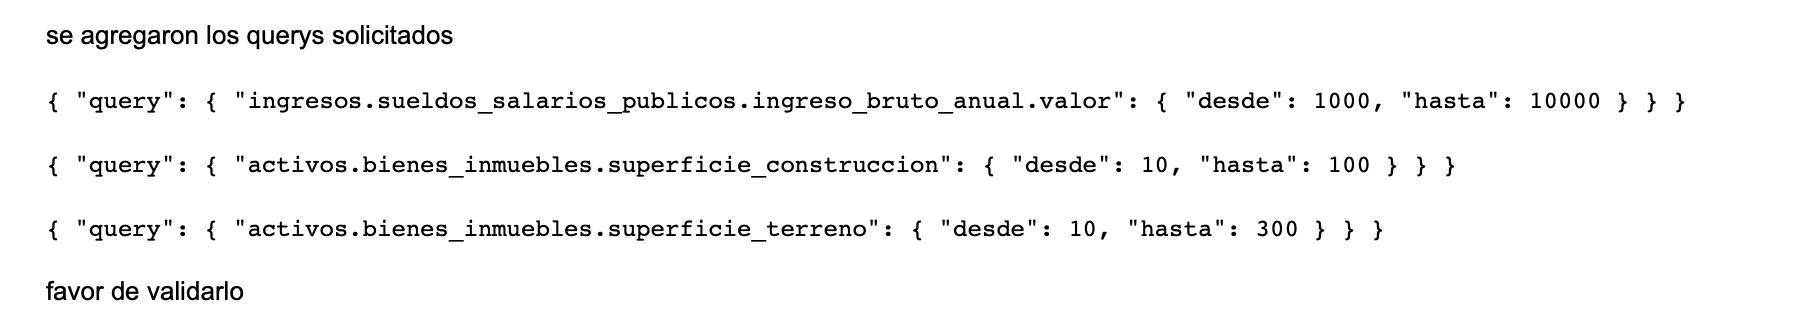 se agregaron los querys solicitados
{ "query": { "ingresos.sueldos_salarios_publicos.ingreso_bruto_anual.valor": { "desde": 1000, "hasta": 10000 } } }
{ "query": { "activos.bienes_inmuebles.superficie_construccion": { "desde": 10, "hasta": 100 } } }
{ "query": { "activos.bienes_inmuebles.superficie_terreno": { "desde": 10, "hasta": 300 } } }
favor de validarlo